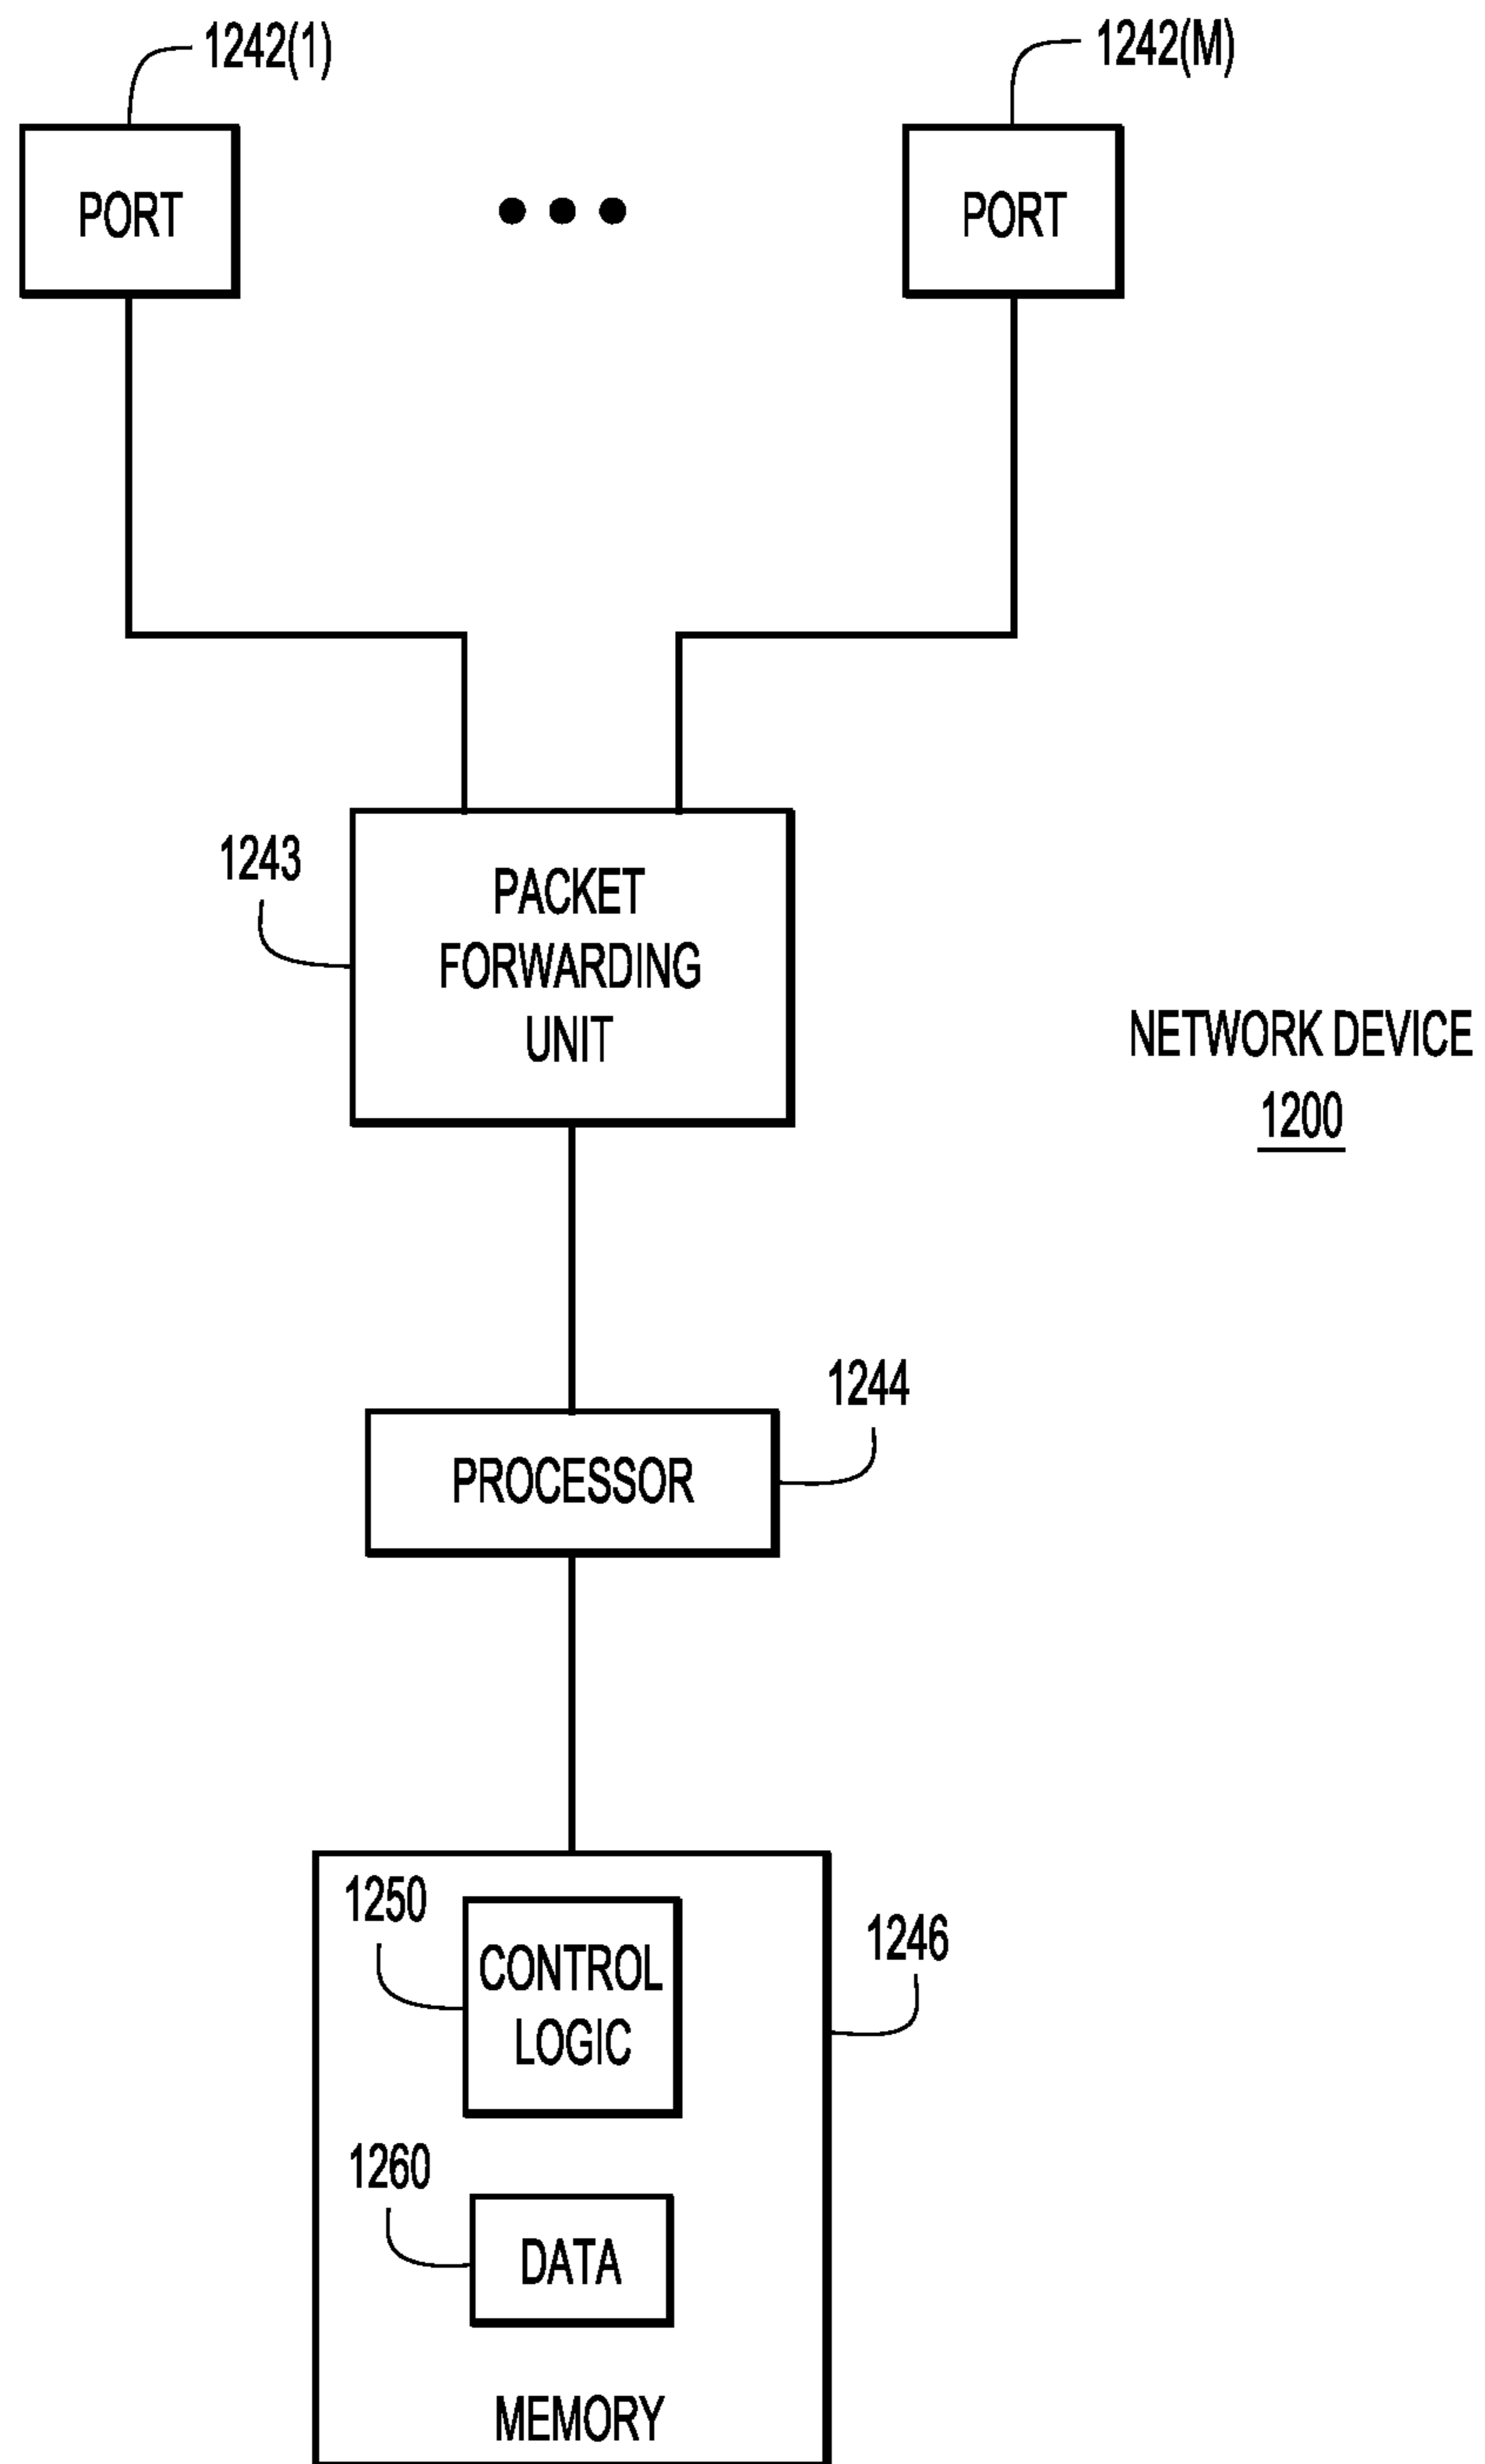 1242(1)
1242(M)
PORT
PORT
1243
PACKET
FORWARDING
UNIT
NETWORK DEVICE
1200
1244
PROCESSOR
1250
CONTROL
LOGIC
1246
1260
DATA
MEMORY